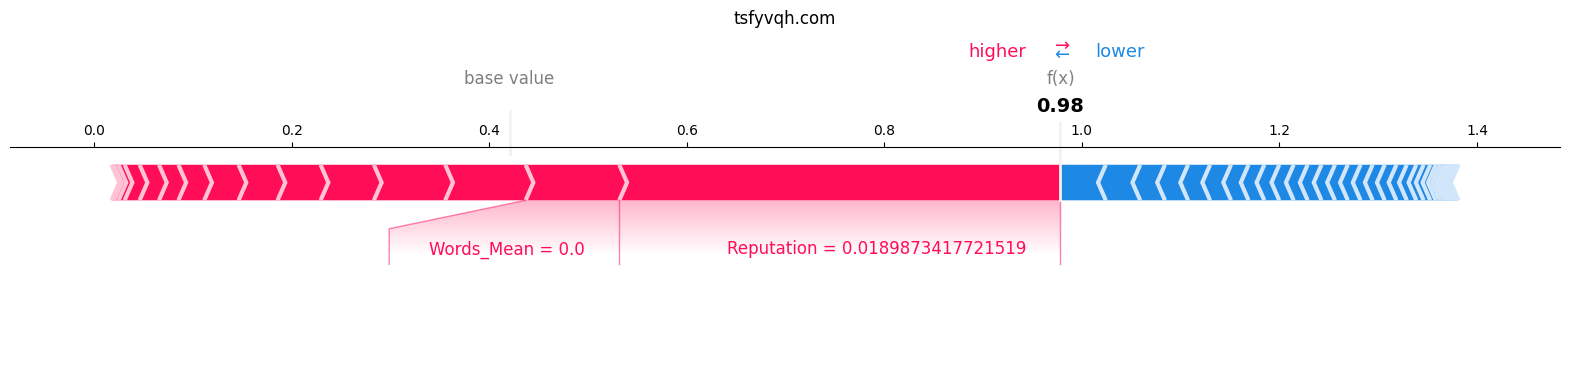 tsfyvqh.com
higher ⇄ lower
base value f(x)
0.98
0.0 0.2 0.4 0.6 0.8 1.0 1.2 1.4
Words_Mean = 0.0 Reputation = 0.0189873417721519